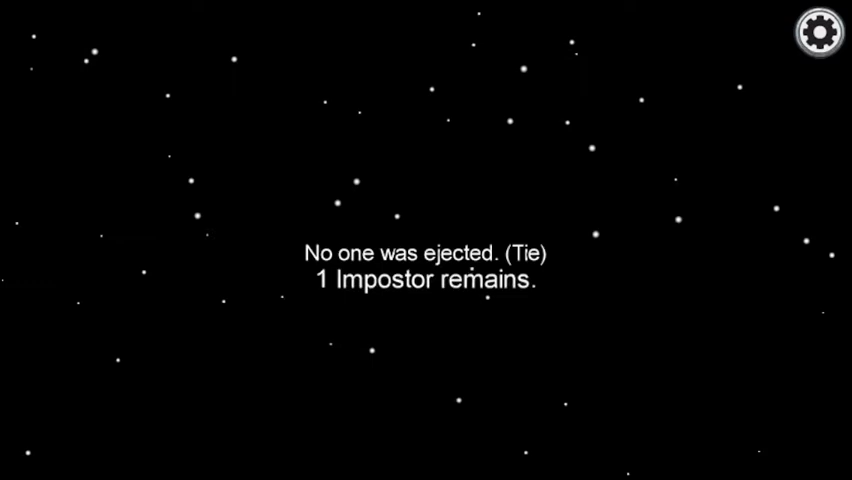 No one was ejected. (Tie)
1 Impostor remains.